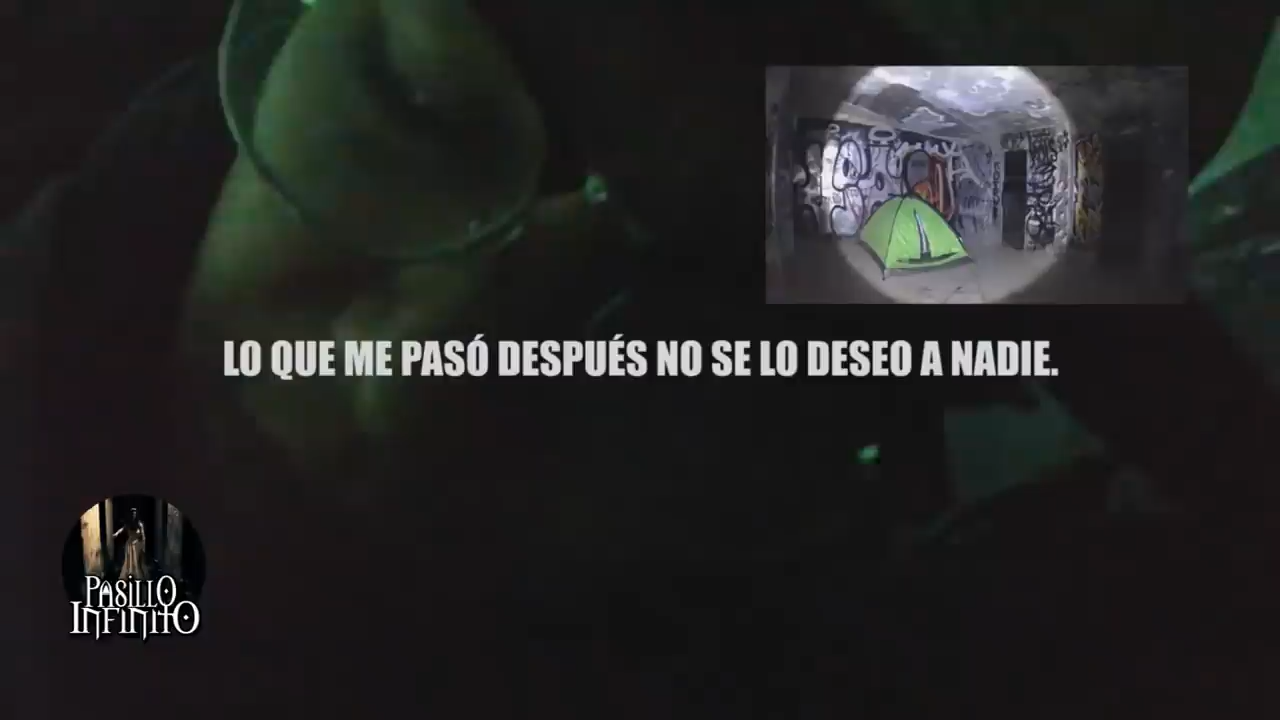 LO QUE ME PASÓ DESPUÉS NO SE LO DESEO A NADIE.
PASILLO
INFINITO